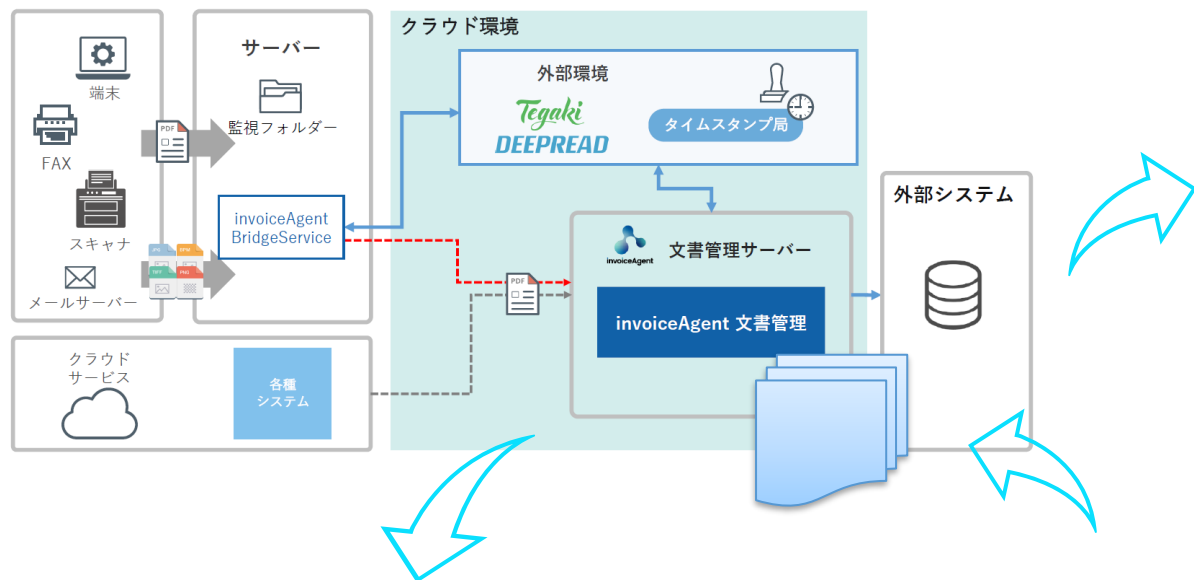 端末
FAX
スキャナ
メールサーバー
PDF
サーバー
監視フォルダー
invoiceAgent
BridgeService
クラウド
サービス
各種
システム
クラウド環境
外部環境
Tegaki
DEEPREAD
タイムスタンプ局
PDF
invoiceAgent
文書管理サーバー
invoiceAgent 文書管理
外部システム